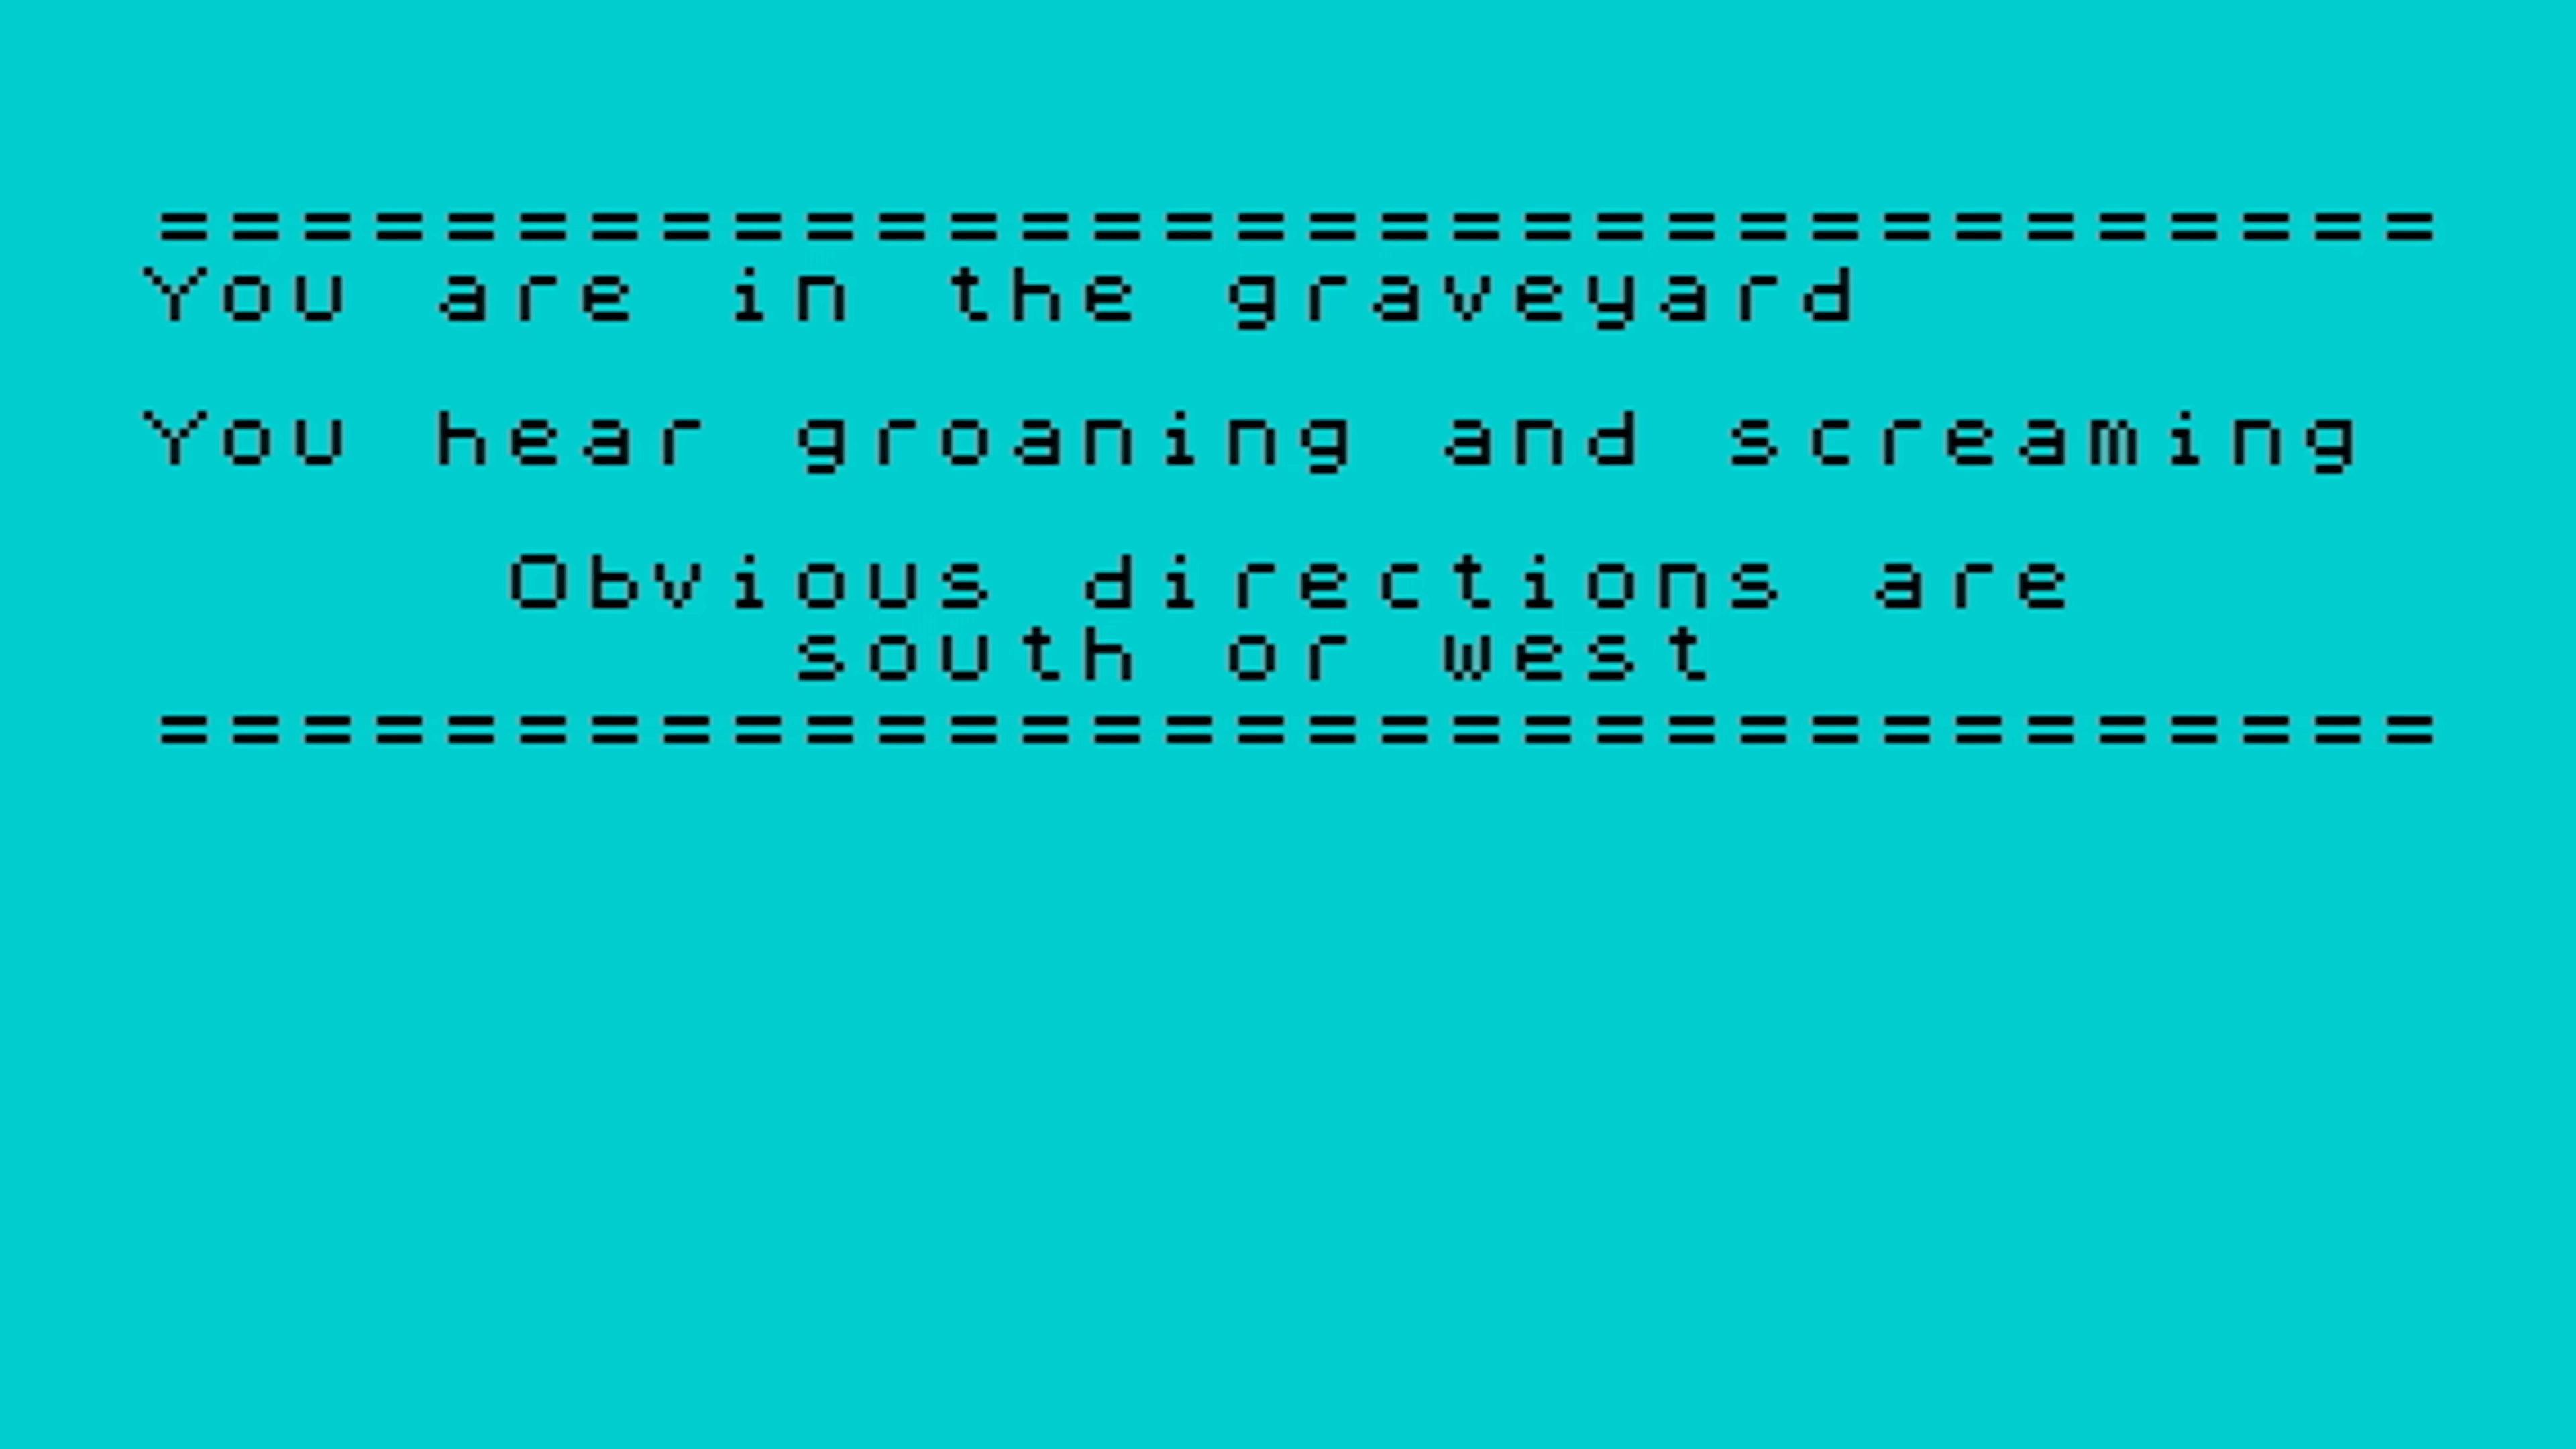 ================================
You are in the graveyard
You hear groaning and screaming
Obvious directions are
south or west
================================